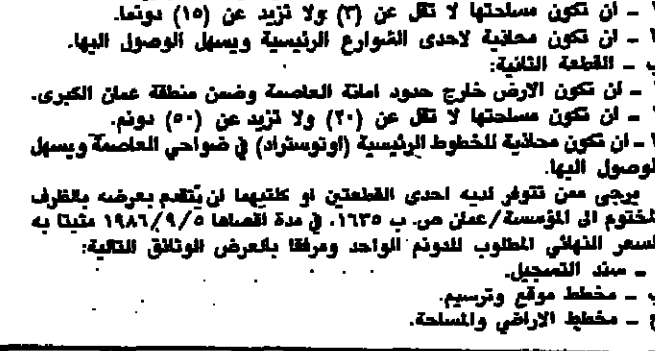 ـ ان تكون مساحتها لا تقل عن (٣) ولا تزيد عن (١٥) دونما.
ـ ان تكون محاذية لاحدى الشوارع الرئيسية ويسهل الوصول اليها.
ب ـ القطعة الثانية:
ـ ان تكون الارض خارج حدود امانة العاصمة وضمن منطقة عمان الكبرى.
ـ ان تكون مساحتها لا تقل عن (٢٠) ولا تزيد عن (٥٠) دونم.
ـ ان تكون محاذية للخطوط الرئيسية (اوتوستراد) في ضواحي العاصمة ويسهل
الوصول اليها.
يرجى ممن تتوفر لديه احدى القطعتين او كلتيهما ان يتقدم بعرضه بالظرف
المختوم الى المؤسسة/عمان ص. ب ١٦٣٥. في مدة اقصاها ١٩٨٦/٩/٥ مثبتا به
السعر النهائي المطلوب للدونم الواحد ومرفقا بالعرض الوثائق التالية:
ـ سند التسجيل.
ب ـ مخطط موقع وترسيم.
ج ـ مخطط الاراضي والمساحة.